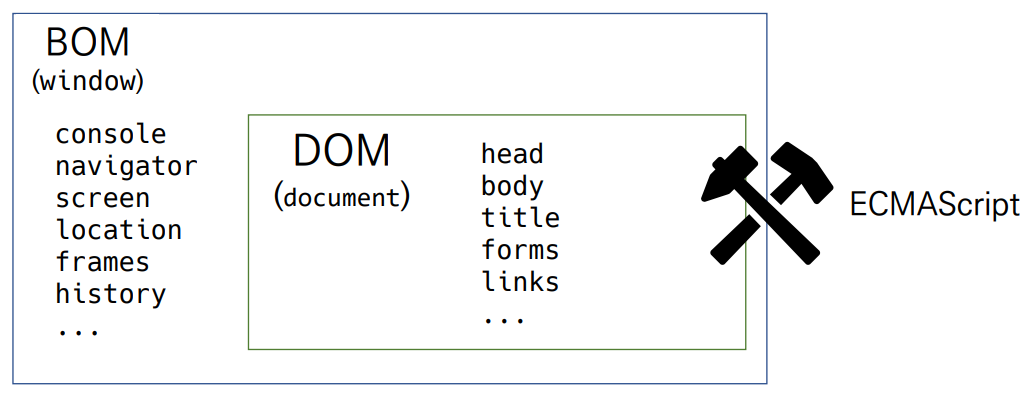 BOM
(window)
console
navigator
screen
location
frames
history
...
DOM
(document)
head
body
title
forms
links
...
ECMAScript